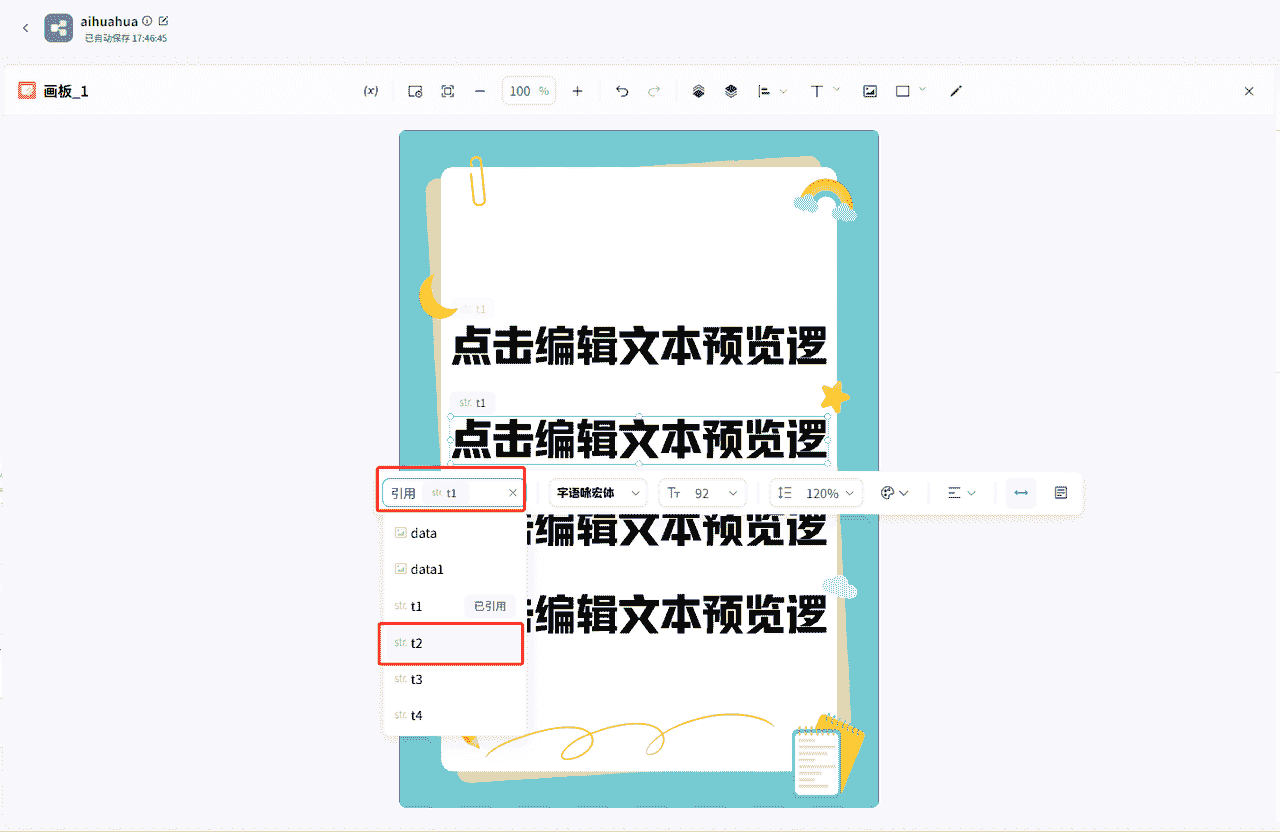 aihuahua
已自动保存 17:46:45
画板_1
(x)
100 %
T
str. t1
点击编辑文本预览逻
str. t1
点击编辑文本预览逻
引用 str. t1
字语咏宏体
TT 92
120%
编辑文本预览逻
data
data1
str. t1 已引用
编辑文本预览逻
str. t2
str. t3
str. t4